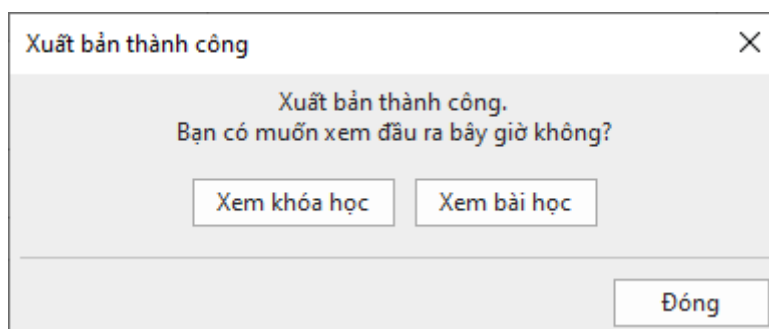 Xuất bản thành công
Xuất bản thành công.
Bạn có muốn xem đầu ra bây giờ không?
Xem khóa học
Xem bài học
Đóng